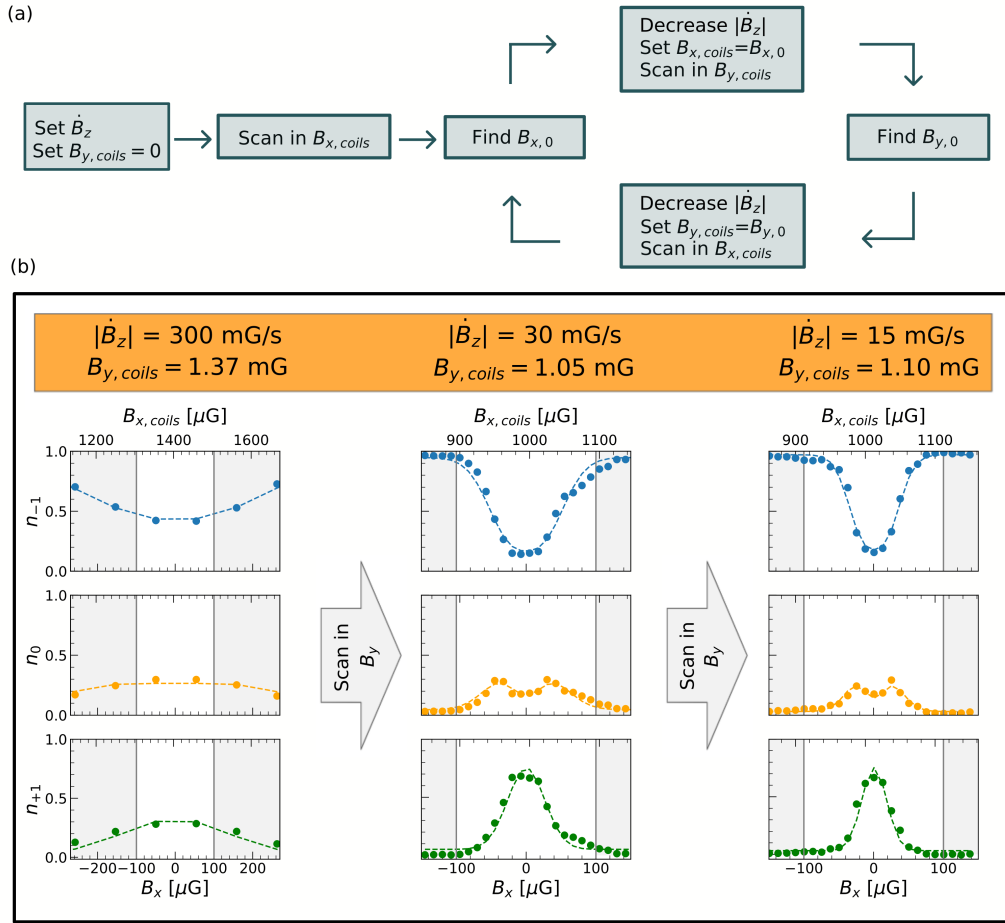 (a)
Set Ḃz
Set By,coils = 0
Scan in Bx,coils
Find Bx,0
Decrease |Ḃz|
Set Bx,coils=Bx,0
Scan in By,coils
Find By,0
Decrease |Ḃz|
Set By,coils=By,0
Scan in Bx,coils
(b)
|Ḃz| = 300 mG/s
By,coils = 1.37 mG
|Ḃz| = 30 mG/s
By,coils = 1.05 mG
|Ḃz| = 15 mG/s
By,coils = 1.10 mG
Bx,coils [μG]
Bx,coils [μG]
Bx,coils [μG]
1200 1400 1600
900 1000 1100
900 1000 1100
n−1
1.0
0.5
0.0
n0
1.0
0.5
0.0
n+1
1.0
0.5
0.0
Scan in
By
Scan in
By
−200 −100 0 100 200
−100 0 100
−100 0 100
Bx [μG]
Bx [μG]
Bx [μG]